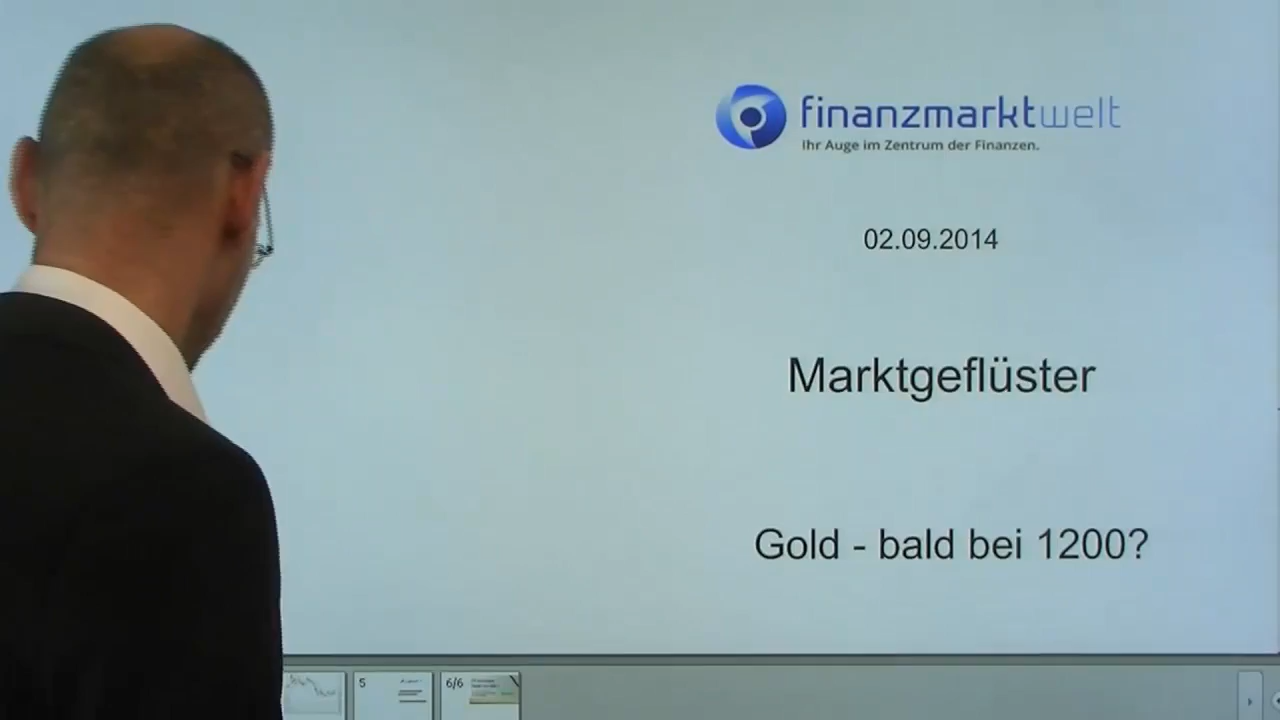 finanzmarktwelt
Ihr Auge im Zentrum der Finanzen.
02.09.2014
Marktgeflüster
Gold - bald bei 1200?
5
6/6